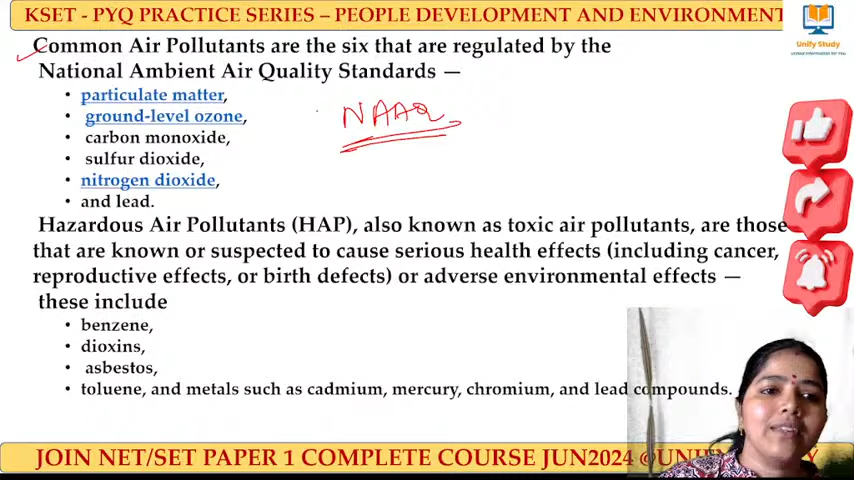 KSET - PYQ PRACTICE SERIES – PEOPLE DEVELOPMENT AND ENVIRONMENT
Unify Study
Common Air Pollutants are the six that are regulated by the
National Ambient Air Quality Standards —
• particulate matter,
• ground-level ozone,
• carbon monoxide,
• sulfur dioxide,
• nitrogen dioxide,
• and lead.
NAAQ
Hazardous Air Pollutants (HAP), also known as toxic air pollutants, are those
that are known or suspected to cause serious health effects (including cancer,
reproductive effects, or birth defects) or adverse environmental effects —
these include
• benzene,
• dioxins,
• asbestos,
• toluene, and metals such as cadmium, mercury, chromium, and lead compounds.
JOIN NET/SET PAPER 1 COMPLETE COURSE JUN2024 @